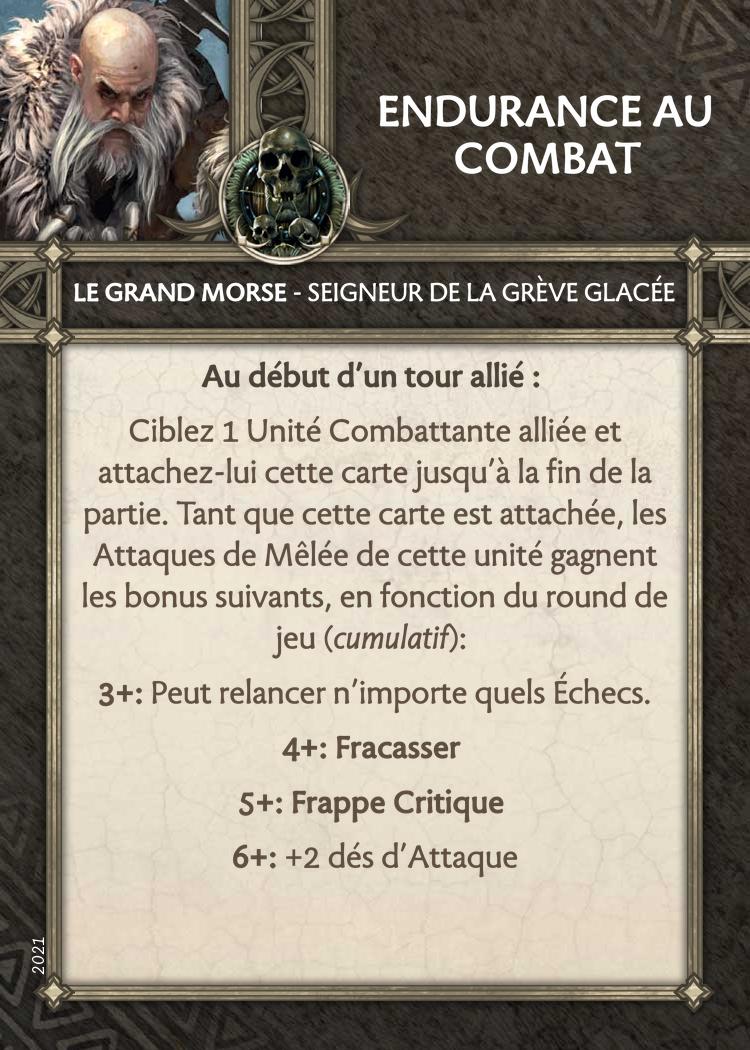 ENDURANCE AU
COMBAT
LE GRAND MORSE - SEIGNEUR DE LA GRÈVE GLACÉE
Au début d’un tour allié :
Ciblez 1 Unité Combattante alliée et
attachez-lui cette carte jusqu’à la fin de la
partie. Tant que cette carte est attachée, les
Attaques de Mêlée de cette unité gagnent
les bonus suivants, en fonction du round de
jeu (cumulatif):
3+: Peut relancer n’importe quels Échecs.
4+: Fracasser
5+: Frappe Critique
6+: +2 dés d’Attaque
2021